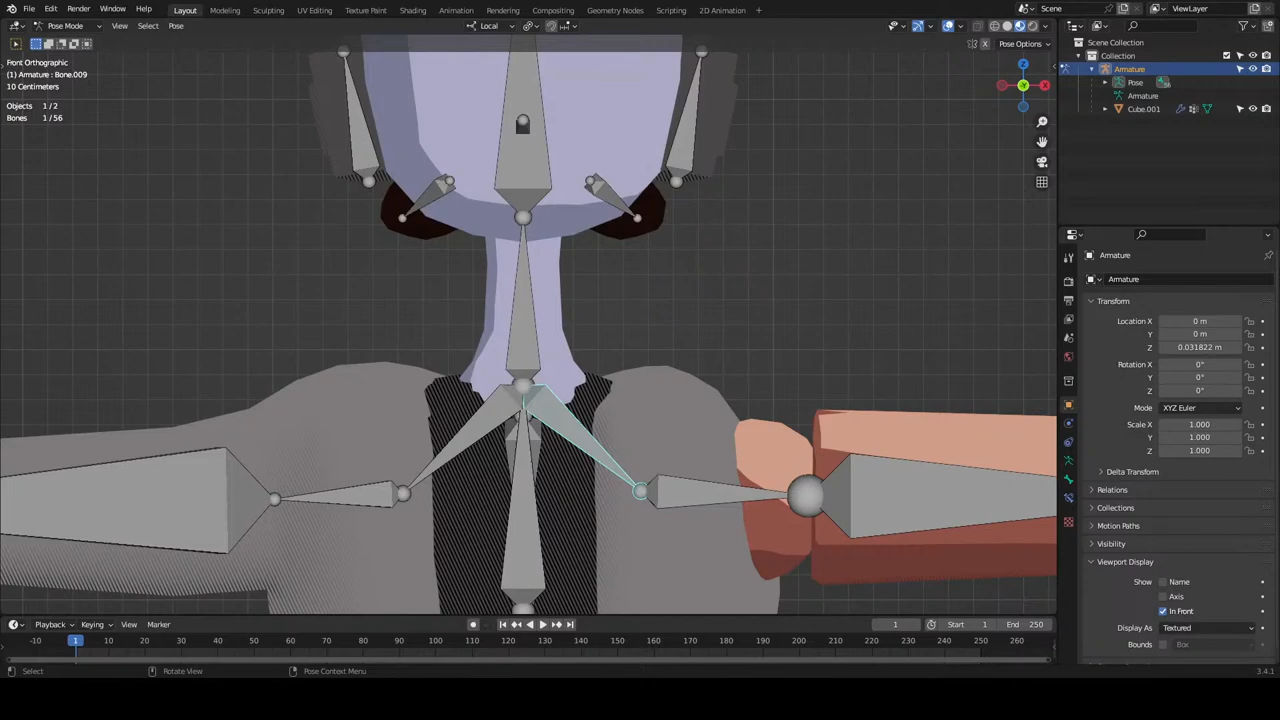 File Edit Render Window Help Layout Modeling Sculpting UV Editing Texture Paint Shading Animation Rendering Compositing Geometry Nodes Scripting 2D Animation + Scene ViewLayer
Pose Mode View Select Pose Local
X Pose Options
Front Orthographic
(1) Armature : Bone.009
10 Centimeters
Objects 1/2
Bones 1/56
Z
Y
X
Scene Collection
Collection
Armature
Pose 56
Armature
Cube.001
Armature
Armature
Transform
Location X 0 m
Y 0 m
Z 0.031822 m
Rotation X 0°
Y 0°
Z 0°
Mode XYZ Euler
Scale X 1.000
Y 1.000
Z 1.000
Delta Transform
Relations
Collections
Motion Paths
Visibility
Viewport Display
Show Name
Axis
In Front
Display As Textured
Bounds Box
Playback Keying View Marker 1 Start 1 End 250
-10 1 10 20 30 40 50 60 70 80 90 100 110 120 130 140 150 160 170 180 190 200 210 220 230 240 250 260
Select Rotate View Pose Context Menu 3.4.1